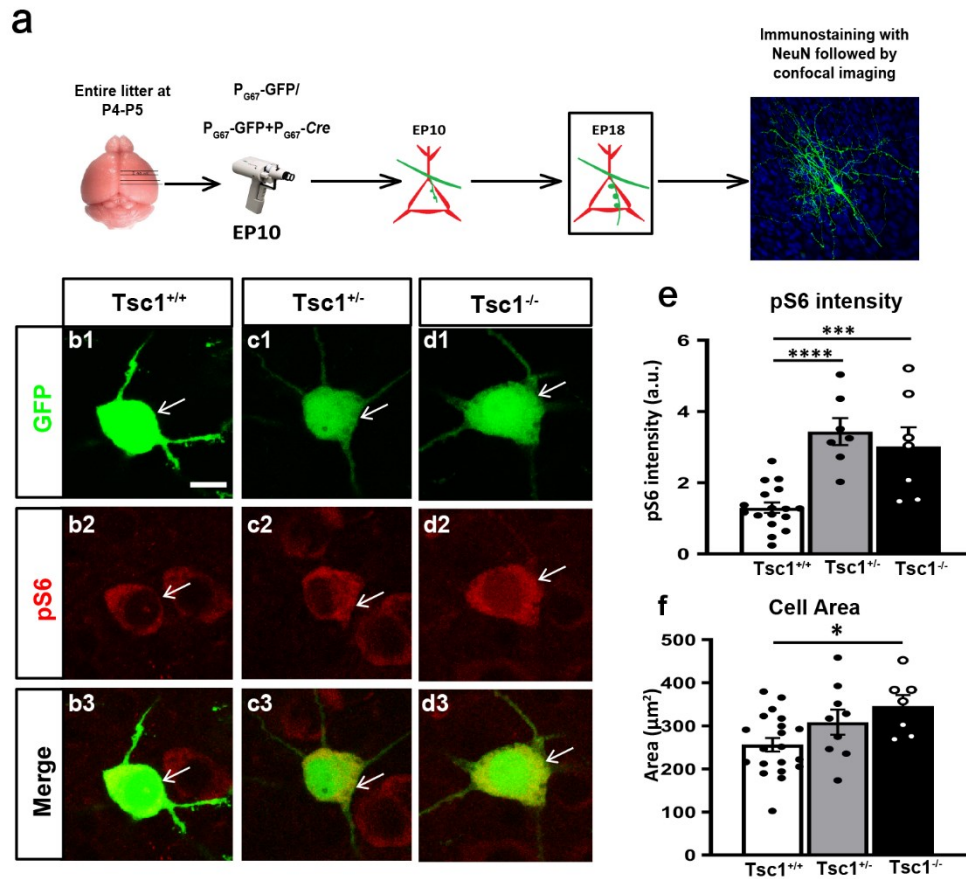 a
Entire litter at
P4-P5
P_G67-GFP/
P_G67-GFP+P_G67-Cre
EP10
EP10
EP18
Immunostaining with
NeuN followed by
confocal imaging
Tsc1+/+
Tsc1+/-
Tsc1-/-
GFP
b1
c1
d1
pS6
b2
c2
d2
Merge
b3
c3
d3
e
pS6 intensity
***
****
pS6 intensity (a.u.)
6
4
2
0
Tsc1+/+
Tsc1+/-
Tsc1-/-
f
Cell Area
*
Area (µm²)
500
400
300
200
100
0
Tsc1+/+
Tsc1+/-
Tsc1-/-